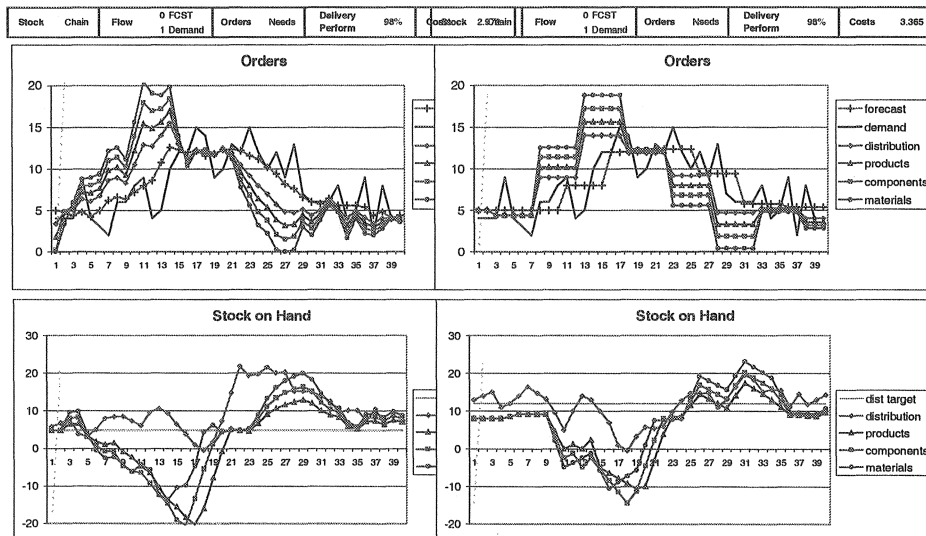 Stock Chain Flow 0 FCST 1 Demand Orders Needs Delivery Perform 98% Stock Flow 0 FCST 1 Demand Orders Needs Delivery Perform 98% Costs 3.365
Orders
20
15
10
5
0
1 3 5 7 9 11 13 15 17 19 21 23 25 27 29 31 33 35 37 39
Orders
20
15
10
5
0
1 3 5 7 9 11 13 15 17 19 21 23 25 27 29 31 33 35 37 39
forecast
demand
distribution
products
components
materials
Stock on Hand
30
20
10
0
-10
-20
1 3 5 7 9 11 13 15 17 19 21 23 25 27 29 31 33 35 37 39
Stock on Hand
30
20
10
0
-10
-20
1 3 5 7 9 11 13 15 17 19 21 23 25 27 29 31 33 35 37 39
dist target
distribution
products
components
materials